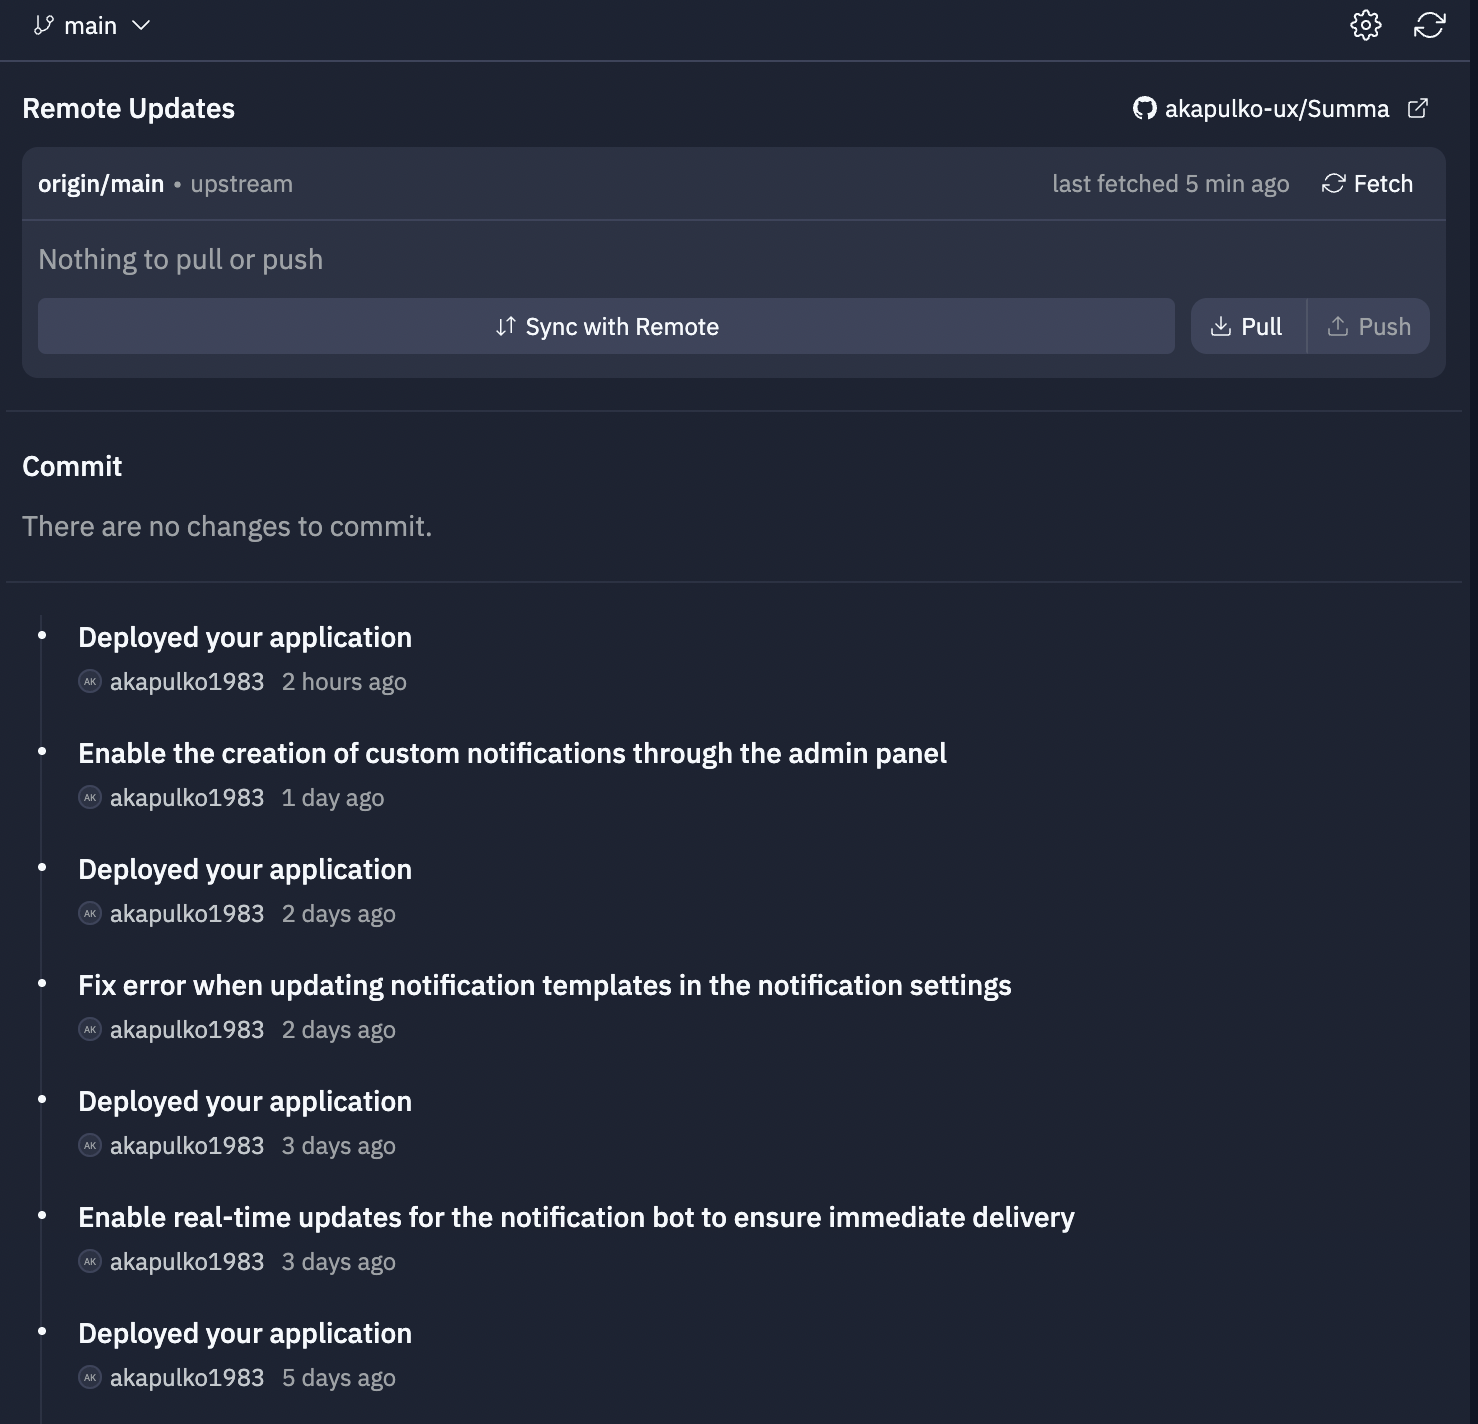 main
Remote Updates
akapulko-ux/Summa
origin/main • upstream
last fetched 5 min ago
Fetch
Nothing to pull or push
Sync with Remote
Pull
Push
Commit
There are no changes to commit.
Deployed your application
AK akapulko1983 2 hours ago
Enable the creation of custom notifications through the admin panel
AK akapulko1983 1 day ago
Deployed your application
AK akapulko1983 2 days ago
Fix error when updating notification templates in the notification settings
AK akapulko1983 2 days ago
Deployed your application
AK akapulko1983 3 days ago
Enable real-time updates for the notification bot to ensure immediate delivery
AK akapulko1983 3 days ago
Deployed your application
AK akapulko1983 5 days ago